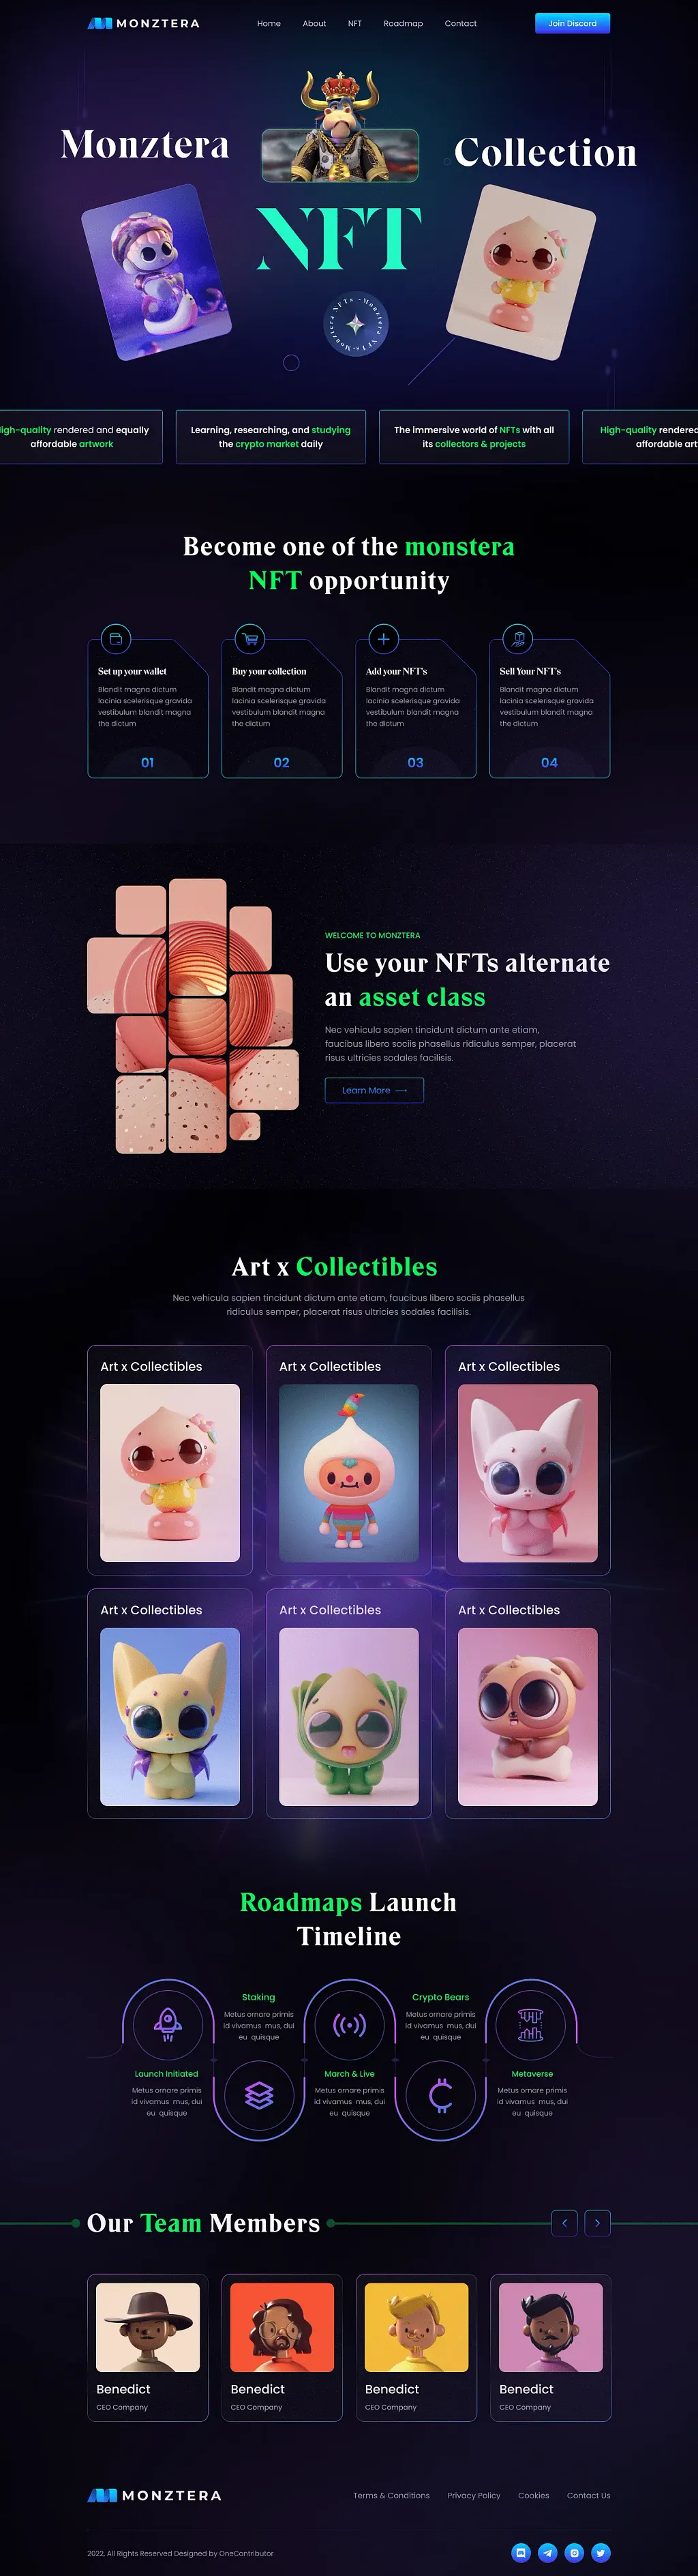 MONZTERA
Home About NFT Roadmap Contact
Join Discord
Monztera
Collection
NFT
Monztera NFTs - Monztera NFTs -
High-quality rendered and equally
affordable artwork
Learning, researching, and studying
the crypto market daily
The immersive world of NFTs with all
its collectors & projects
High-quality rendered
affordable art
Become one of the monstera
NFT opportunity
Set up your wallet
Blandit magna dictum
lacinia scelerisque gravida
vestibulum blandit magna
the dictum
01
Buy your collection
Blandit magna dictum
lacinia scelerisque gravida
vestibulum blandit magna
the dictum
02
Add your NFT's
Blandit magna dictum
lacinia scelerisque gravida
vestibulum blandit magna
the dictum
03
Sell Your NFT's
Blandit magna dictum
lacinia scelerisque gravida
vestibulum blandit magna
the dictum
04
WELCOME TO MONZTERA
Use your NFTs alternate
an asset class
Nec vehicula sapien tincidunt dictum ante etiam,
faucibus libero sociis phasellus ridiculus semper, placerat
risus ultricies sodales facilisis.
Learn More
Art x Collectibles
Nec vehicula sapien tincidunt dictum ante etiam, faucibus libero sociis phasellus
ridiculus semper, placerat risus ultricies sodales facilisis.
Art x Collectibles
Art x Collectibles
Art x Collectibles
Art x Collectibles
Art x Collectibles
Art x Collectibles
Roadmaps Launch
Timeline
Launch Initiated
Metus ornare primis
id vivamus mus, dui
eu quisque
Staking
Metus ornare primis
id vivamus mus, dui
eu quisque
March & Live
Metus ornare primis
id vivamus mus, dui
eu quisque
Crypto Bears
Metus ornare primis
id vivamus mus, dui
eu quisque
Metaverse
Metus ornare primis
id vivamus mus, dui
eu quisque
Our Team Members
Benedict
CEO Company
Benedict
CEO Company
Benedict
CEO Company
Benedict
CEO Company
MONZTERA
Terms & Conditions Privacy Policy Cookies Contact Us
2022, All Rights Reserved Designed by OneContributor